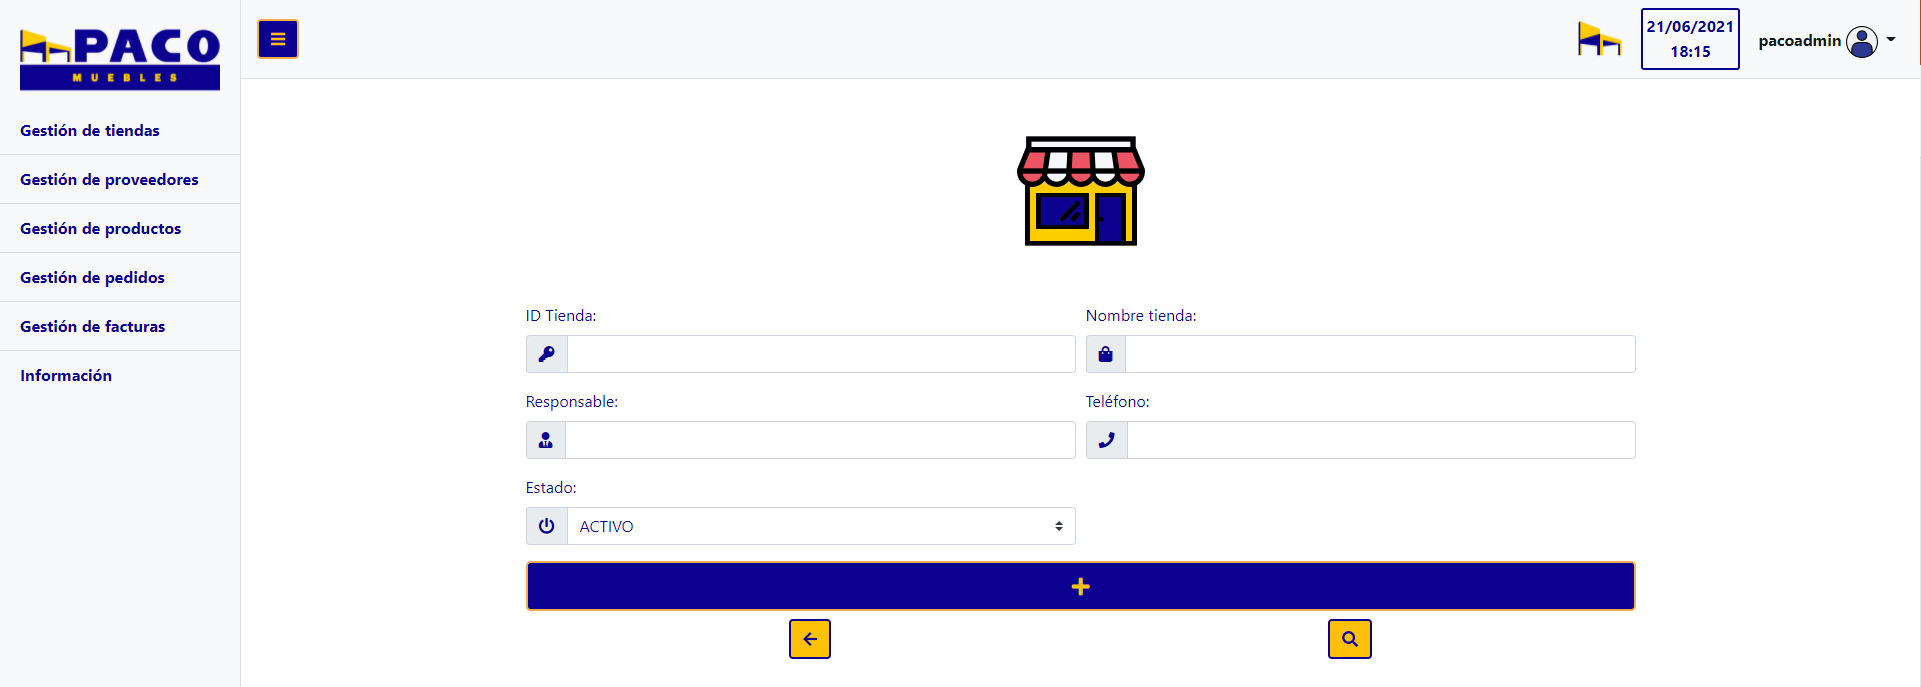 PACO
MUEBLES
Gestión de tiendas
Gestión de proveedores
Gestión de productos
Gestión de pedidos
Gestión de facturas
Información
21/06/2021
18:15
pacoadmin
ID Tienda:
Nombre tienda:
Responsable:
Teléfono:
Estado:
ACTIVO